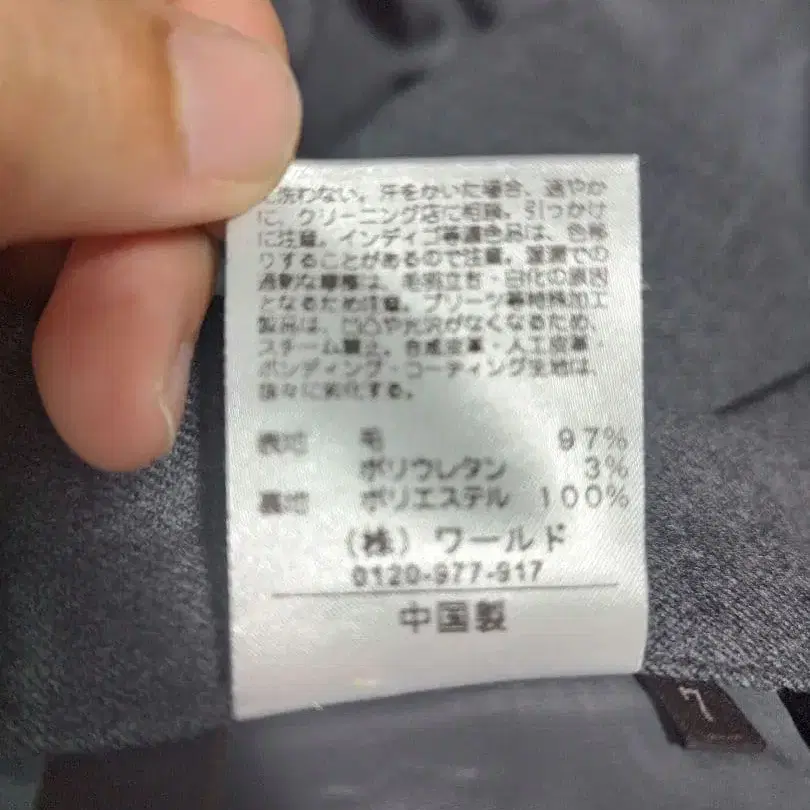 に洗わない。汗をかいた場合、速やか
に、クリーニング店に相談。引っかけ
に注意。インディゴ等濃色品は、色移
りすることがあるので注意。着用での
過剰な摩擦は、毛羽立ち・白化の原因
となるため注意。プリーツ等特殊加工
製品は、凹凸や光沢がなくなるため、
スチーム禁止。合成皮革・人工皮革・
ボンディング・コーティング生地は、
徐々に劣化する。
表地 毛 97%
ポリウレタン 3%
裏地 ポリエステル 100%
(株)ワールド
0120-977-917
中国製